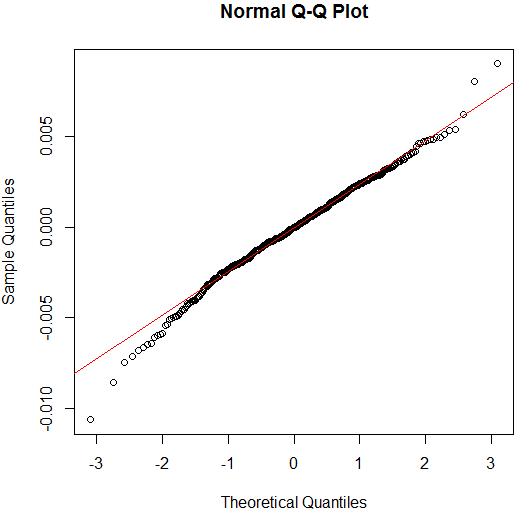 Normal Q-Q Plot
Sample Quantiles
0.005
0.000
-0.005
-0.010
-3 -2 -1 0 1 2 3
Theoretical Quantiles